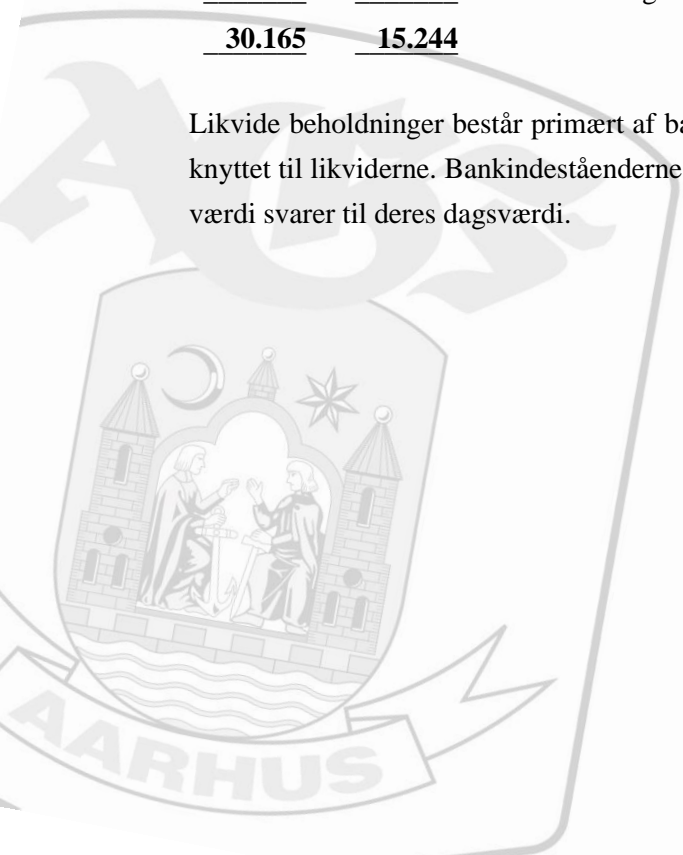 30.165 15.244
Likvide beholdninger består primært af
knyttet til likviderne. Bankindeståenderne
værdi svarer til deres dagsværdi.
AGF
AARHUS